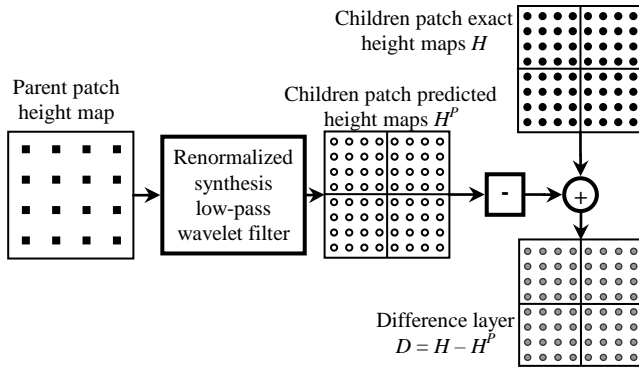 Children patch exact
height maps H
Parent patch
height map
Children patch predicted
height maps H^P
Renormalized
synthesis
low-pass
wavelet filter
-
+
Difference layer
D = H – H^P